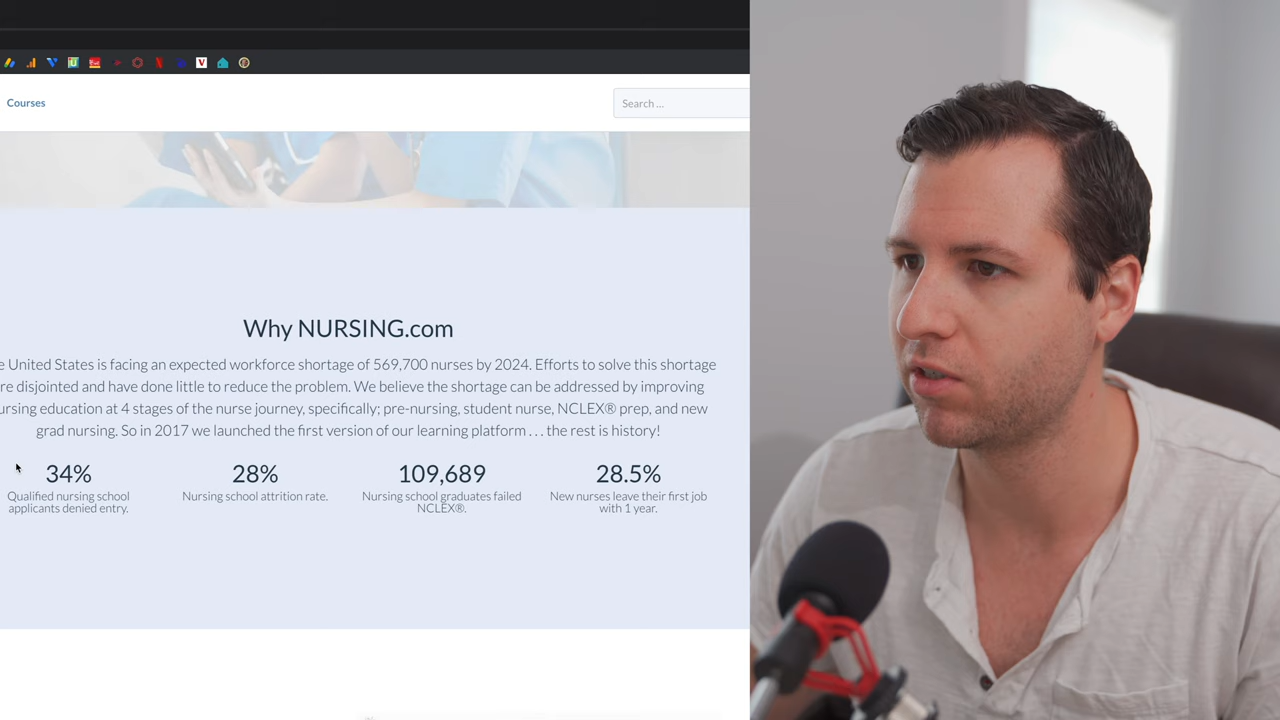 Courses
Search ...
Why NURSING.com
United States is facing an expected workforce shortage of 569,700 nurses by 2024. Efforts to solve this shortage
disjointed and have done little to reduce the problem. We believe the shortage can be addressed by improving
education at 4 stages of the nurse journey, specifically; pre-nursing, student nurse, NCLEX® prep, and new
grad nursing. So in 2017 we launched the first version of our learning platform . . . the rest is history!
34%
Qualified nursing school
applicants denied entry.
28%
Nursing school attrition rate.
109,689
Nursing school graduates failed
NCLEX®.
28.5%
New nurses leave their first job
with 1 year.